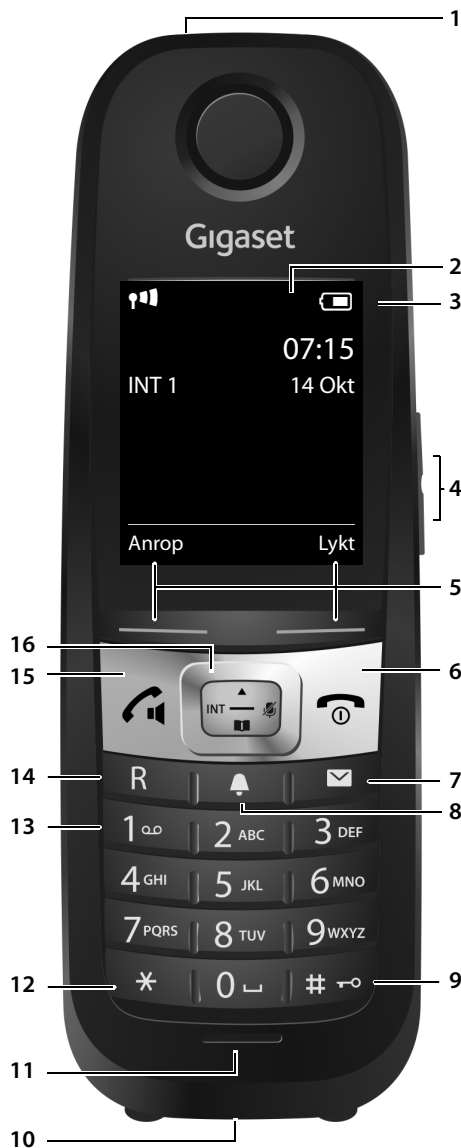 1
Gigaset
2
3
07:15
INT 1 14 Okt
4
Anrop Lykt
5
16
15
6
INT
14 R 7
8
13 1 2 ABC 3 DEF
4 GHI 5 JKL 6 MNO
7 PQRS 8 TUV 9 WXYZ
12 * 0 # 9
11
10